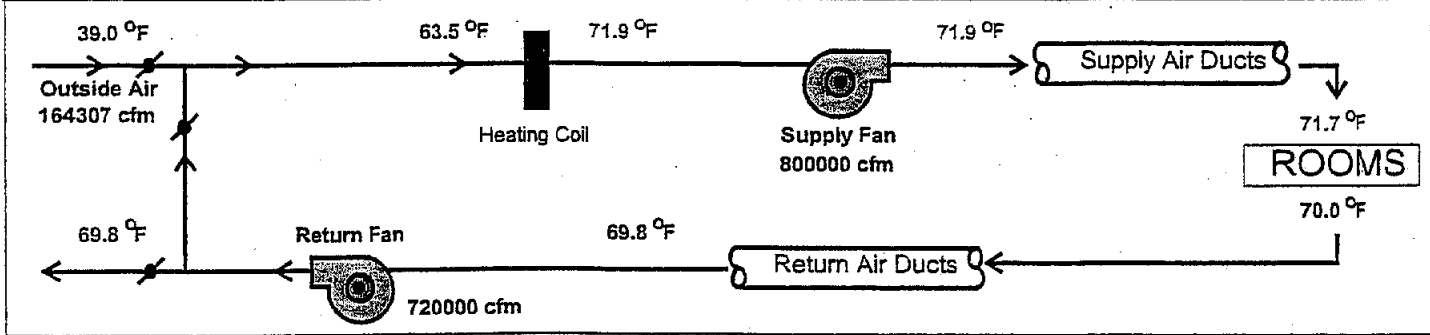 39.0 °F
63.5 °F
71.9 °F
71.9 °F
Supply Air Ducts
Outside Air
164307 cfm
Heating Coil
Supply Fan
800000 cfm
71.7 °F
ROOMS
70.0 °F
69.8 °F
Return Fan
69.8 °F
Return Air Ducts
720000 cfm